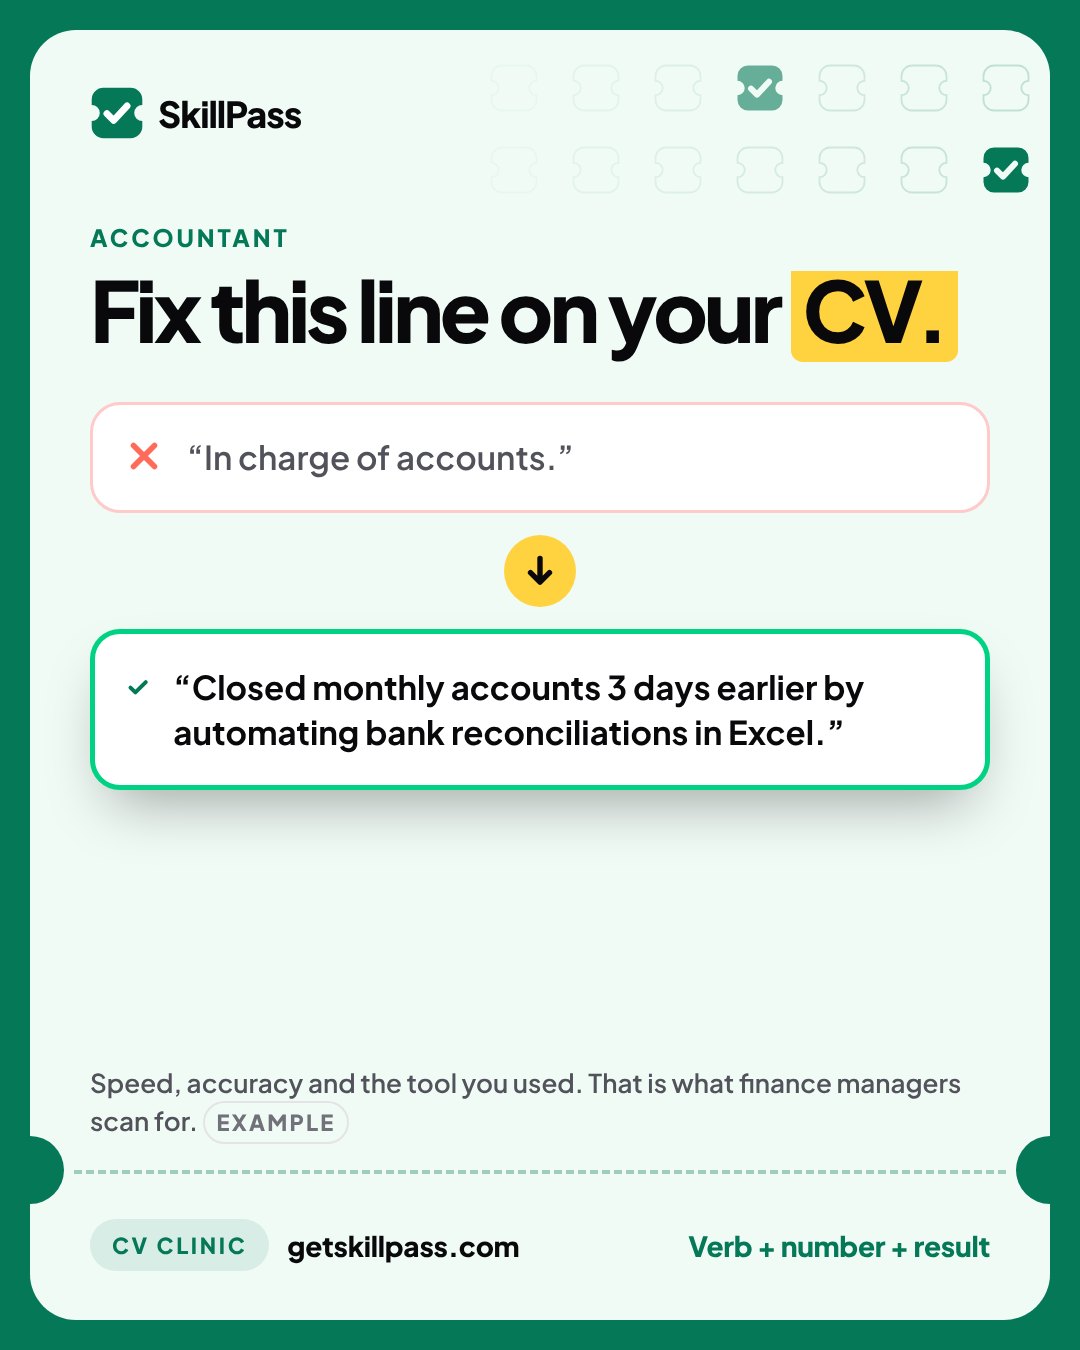 SkillPass
ACCOUNTANT
Fix this line on your CV.
“In charge of accounts.”
“Closed monthly accounts 3 days earlier by
automating bank reconciliations in Excel.”
Speed, accuracy and the tool you used. That is what finance managers
scan for. EXAMPLE
CV CLINIC getskillpass.com Verb + number + result